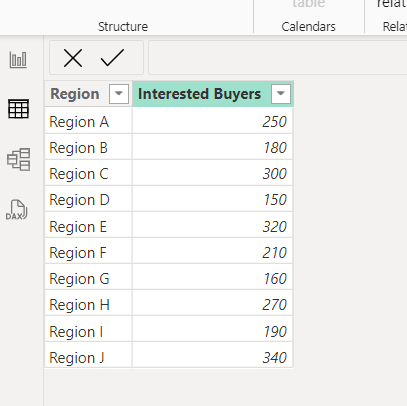 table
relat
Structure
Calendars
Rela
Region Interested Buyers
Region A 250
Region B 180
Region C 300
Region D 150
Region E 320
Region F 210
Region G 160
Region H 270
Region I 190
Region J 340
DAX